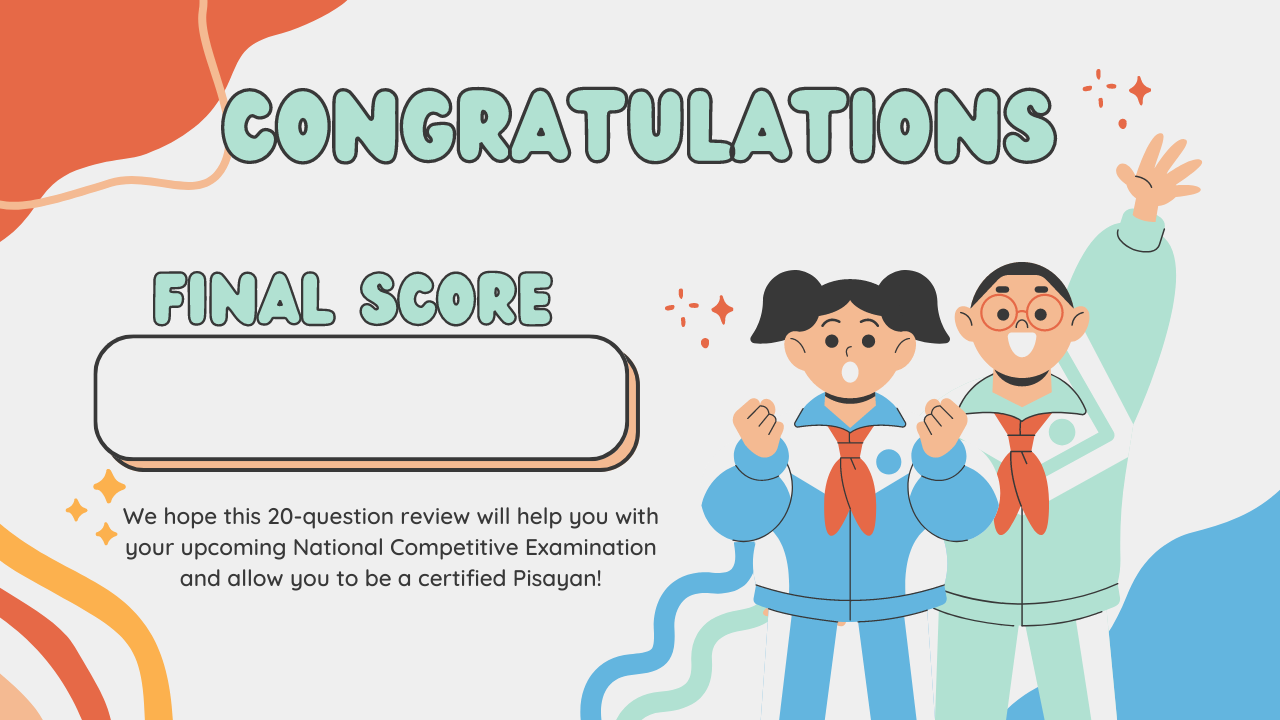 CONGRATULATIONS
FINAL SCORE
We hope this 20-question review will help you with
your upcoming National Competitive Examination
and allow you to be a certified Pisayan!